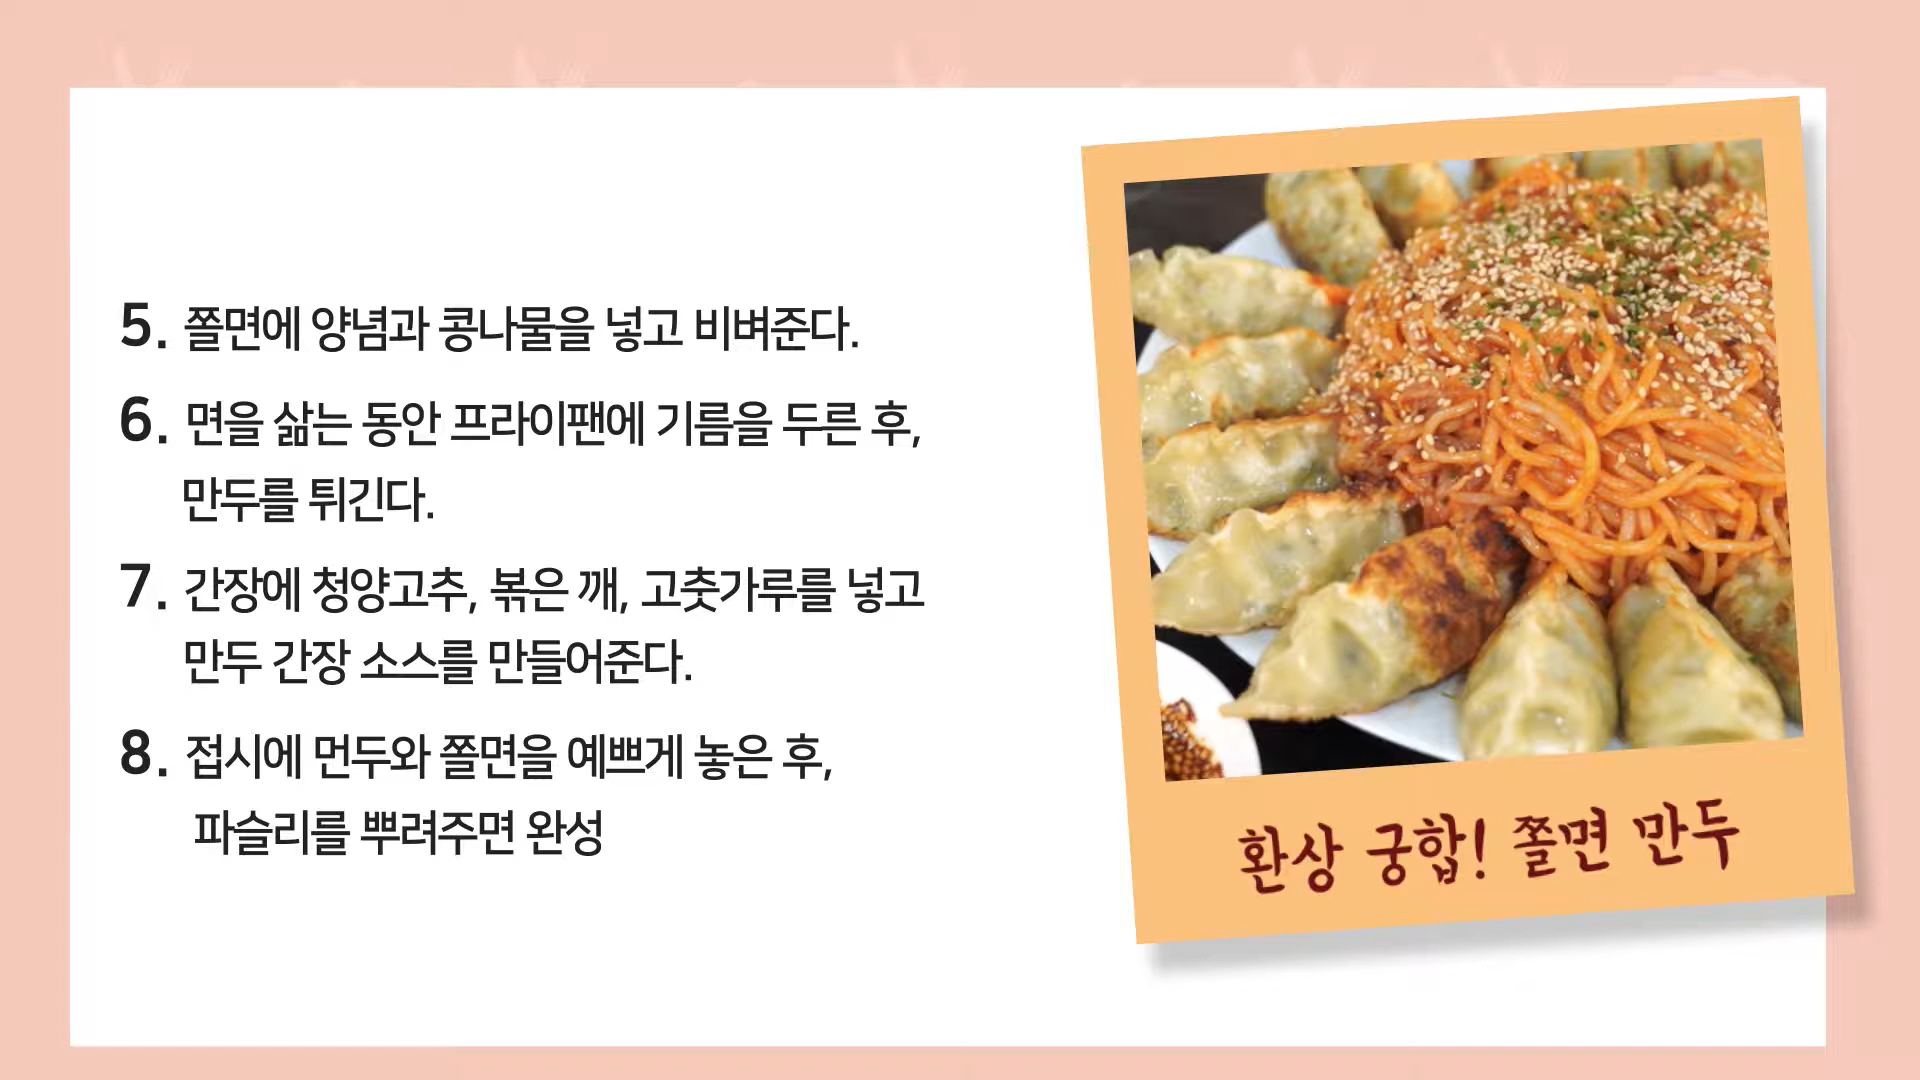 5. 쫄면에 양념과 콩나물을 넣고 비벼준다.
6. 면을 삶는 동안 프라이팬에 기름을 두른 후,
만두를 튀긴다.
7. 간장에 청양고추, 볶은 깨, 고춧가루를 넣고
만두 간장 소스를 만들어준다.
8. 접시에 먼두와 쫄면을 예쁘게 놓은 후,
파슬리를 뿌려주면 완성
환상 궁합! 쫄면 만두